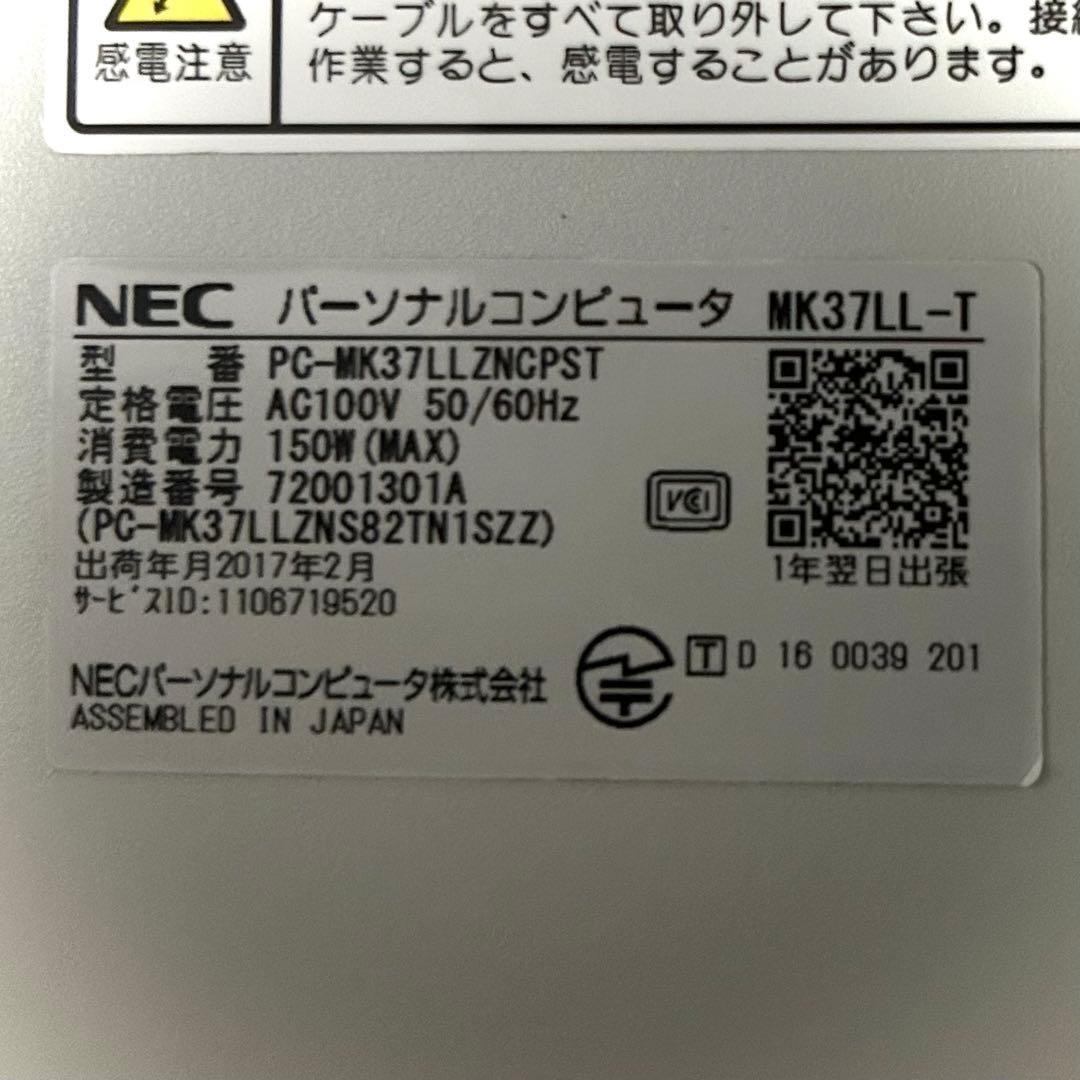 ケーブルをすべて取り外して下さい。接
感電注意
作業すると、感電することがあります。
NEC パーソナルコンピュータ MK37LL-T
型 番 PC-MK37LLZNCPST
定格電圧 AC100V 50/60Hz
消費電力 150W(MAX)
製造番号 72001301A
(PC-MK37LLZNS82TN1SZZ)
VCI
出荷年月2017年2月
1年翌日出張
サービスID:1106719520
T D 16 0039 201
NECパーソナルコンピュータ株式会社
ASSEMBLED IN JAPAN